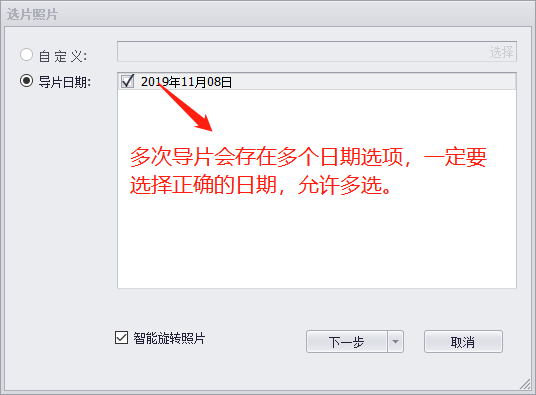 选片照片
自 定 义:
选择
导片日期:
2019年11月08日
多次导片会存在多个日期选项，一定要
选择正确的日期，允许多选。
智能旋转照片
下一步
取消